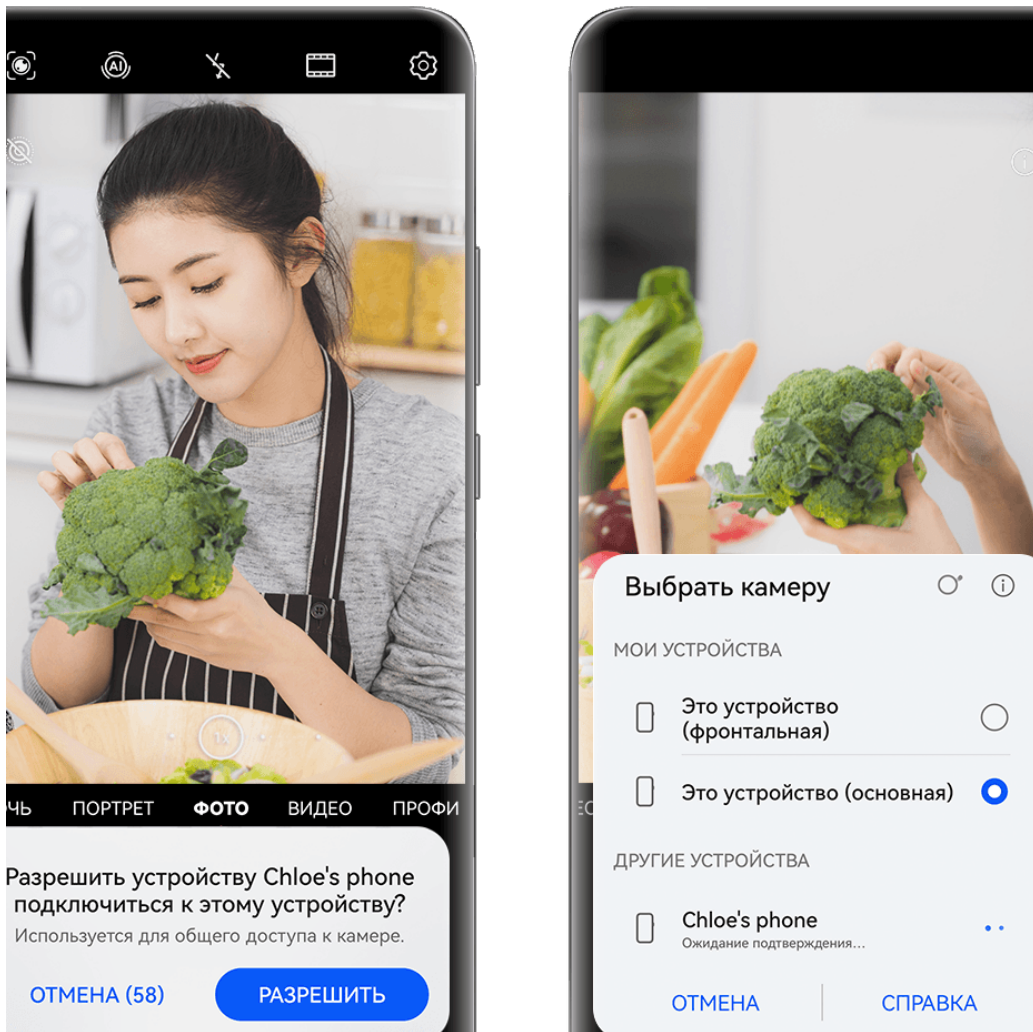 AI
1x
ЧЬ ПОРТРЕТ ФОТО ВИДЕО ПРОФИ
Разрешить устройству Chloe's phone
подключиться к этому устройству?
Используется для общего доступа к камере.
ОТМЕНА (58) РАЗРЕШИТЬ
Выбрать камеру
МОИ УСТРОЙСТВА
Это устройство
(фронтальная)
Это устройство (основная)
ДРУГИЕ УСТРОЙСТВА
Chloe's phone
Ожидание подтверждения...
ОТМЕНА СПРАВКА